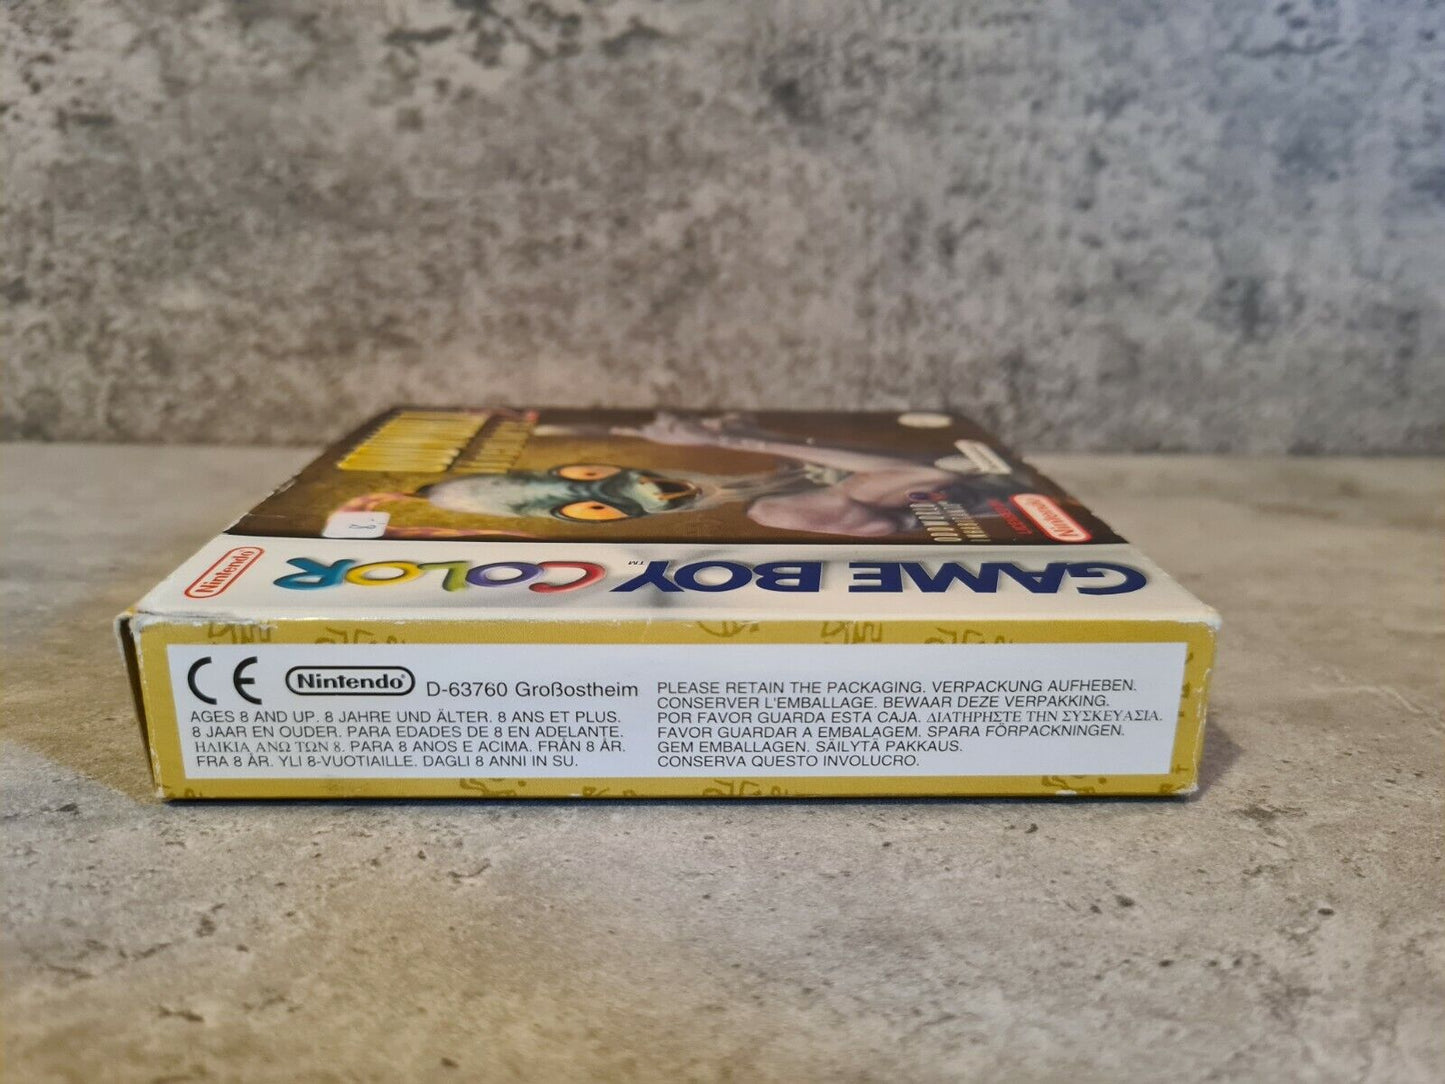 Nintendo
GAME BOY COLOR™
Nintendo
CE Nintendo® D-63760 Großostheim
AGES 8 AND UP. 8 JAHRE UND ÄLTER. 8 ANS ET PLUS.
8 JAAR EN OUDER. PARA EDADES DE 8 EN ADELANTE.
ΗΛΙΚΙΑ ΑΝΩ ΤΩΝ 8. PARA 8 ANOS E ACIMA. FRÅN 8 ÅR.
FRA 8 ÅR. YLI 8-VUOTIAILLE. DAGLI 8 ANNI IN SU.
PLEASE RETAIN THE PACKAGING. VERPACKUNG AUFHEBEN.
CONSERVER L'EMBALLAGE. BEWAAR DEZE VERPAKKING.
POR FAVOR GUARDA ESTA CAJA. ΔΙΑΤΗΡΗΣΤΕ ΤΗΝ ΣΥΣΚΕΥΑΣΙΑ.
FAVOR GUARDAR A EMBALAGEM. SPARA FÖRPACKNINGEN.
GEM EMBALLAGEN. SÄILYTÄ PAKKAUS.
CONSERVA QUESTO INVOLUCRO.